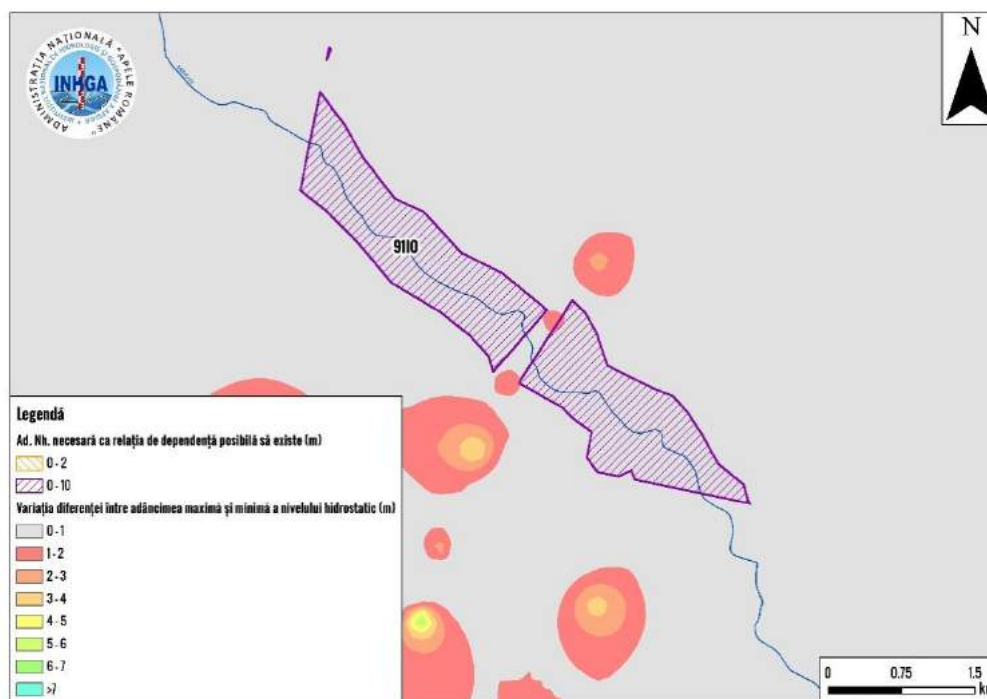 ADMINISTRAȚIA NAȚIONALĂ "APELE ROMÂNE"
INHGA
N
9110
Legendă
Ad. Nh. necesară ca relația de dependență posibilă să existe (m)
0 - 2
0 - 10
Variația diferenței între adâncimea maximă și minimă a nivelului hidrostatic (m)
0 - 1
1 - 2
2 - 3
3 - 4
4 - 5
5 - 6
6 - 7
>7
0 0.75 1.5